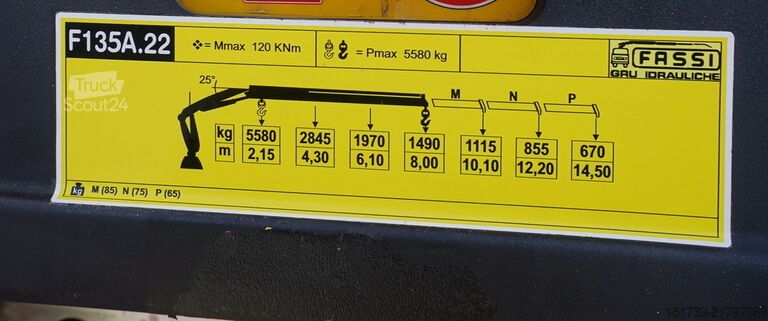 F135A.22
= Mmax 120 KNm
= Pmax 5580 kg
FASSI
GRU IDRAULICHE
Truck
Scout24
25°
M N P
kg 5580 2845 1970 1490 1115 855 670
m 2,15 4,30 6,10 8,00 10,10 12,20 14,50
kg M (85) N (75) P (65)